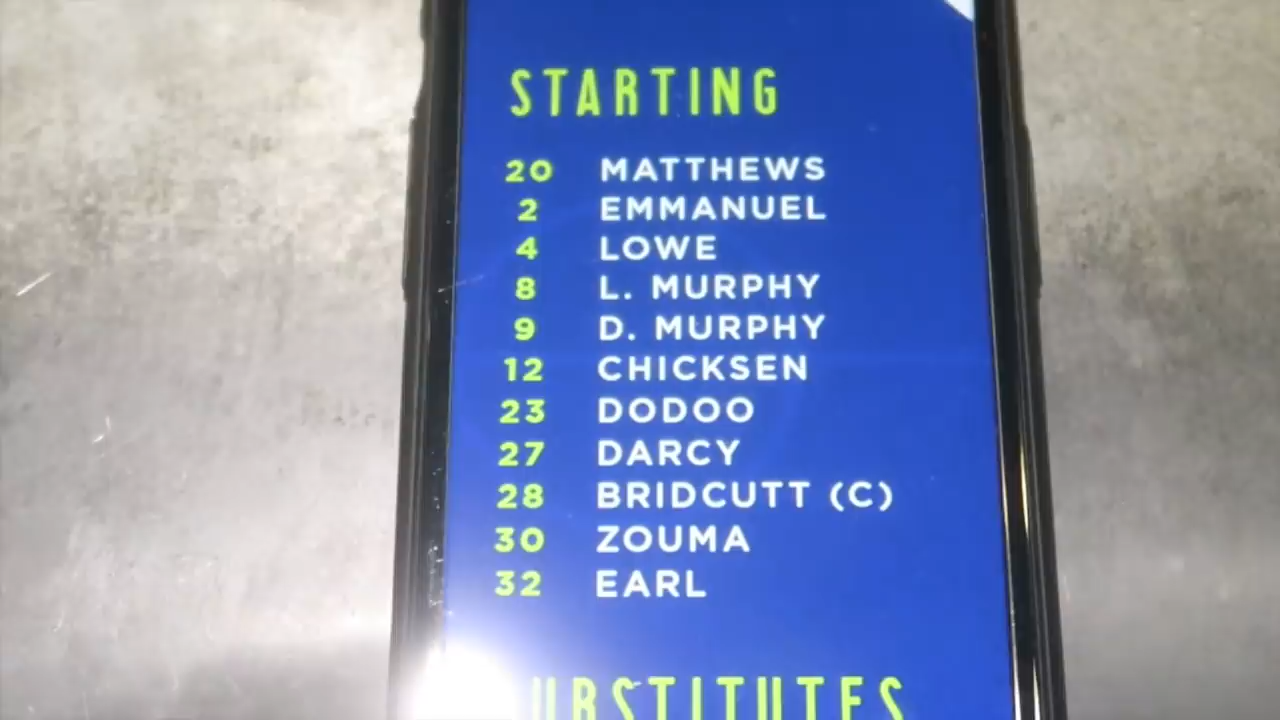 STARTING
20 MATTHEWS
2 EMMANUEL
4 LOWE
8 L. MURPHY
9 D. MURPHY
12 CHICKSEN
23 DODOO
27 DARCY
28 BRIDCUTT (C)
30 ZOUMA
32 EARL
UBSTITUTES